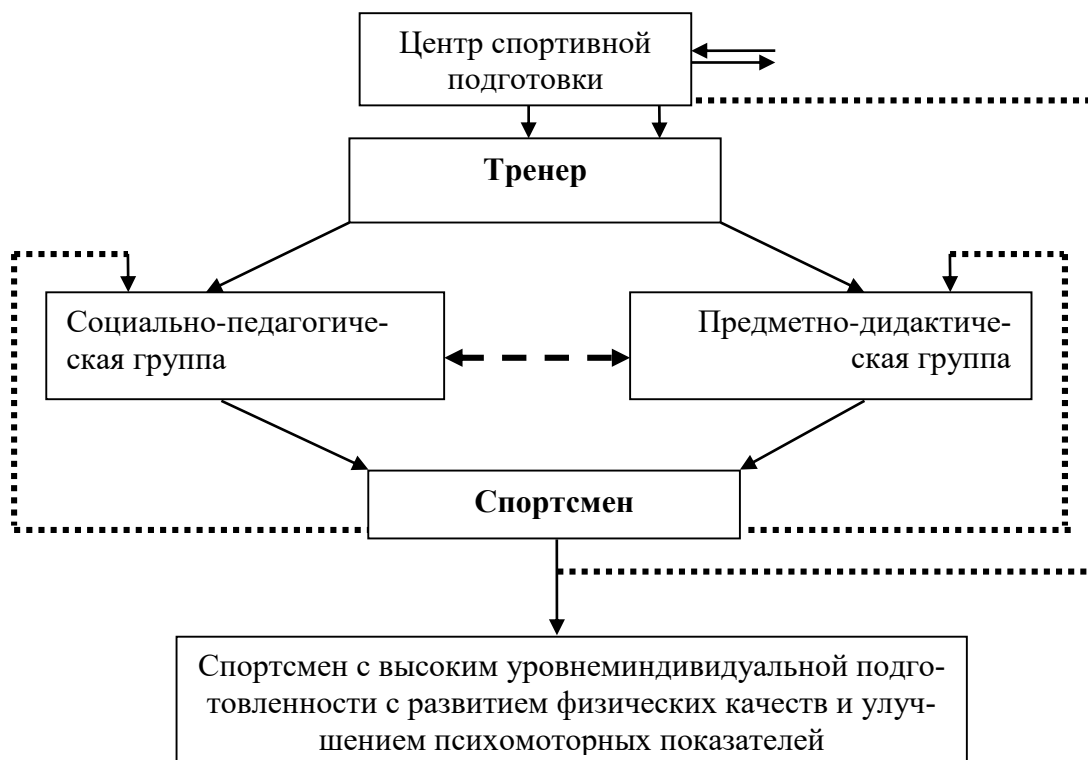 Центр спортивной
подготовки
Тренер
Социально-педагогиче-
ская группа
Предметно-дидактиче-
ская группа
Спортсмен
Спортсмен с высоким уровнеминдивидуальной подго-
товленности с развитием физических качеств и улуч-
шением психомоторных показателей